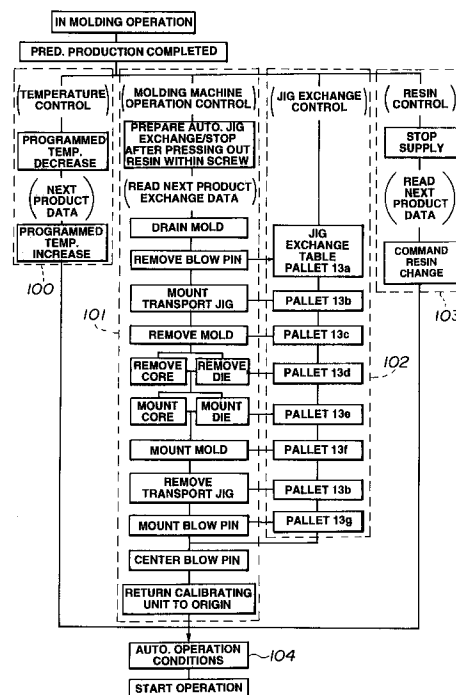 IN MOLDING OPERATION
PRED. PRODUCTION COMPLETED
(TEMPERATURE
CONTROL)
PROGRAMMED
TEMP.
DECREASE
(NEXT
PRODUCT
DATA)
PROGRAMMED
TEMP.
INCREASE
100
(MOLDING MACHINE
OPERATION CONTROL)
PREPARE AUTO. JIG
EXCHANGE/STOP
AFTER PRESSING OUT
RESIN WITHIN SCREW
(READ NEXT PRODUCT
EXCHANGE DATA)
DRAIN MOLD
REMOVE BLOW PIN
MOUNT
TRANSPORT JIG
101
REMOVE MOLD
REMOVE
CORE
REMOVE
DIE
MOUNT
CORE
MOUNT
DIE
MOUNT MOLD
REMOVE
TRANSPORT JIG
MOUNT BLOW PIN
CENTER BLOW PIN
RETURN CALIBRATING
UNIT TO ORIGIN
(JIG EXCHANGE
CONTROL)
JIG
EXCHANGE
TABLE
PALLET 13a
PALLET 13b
PALLET 13c
PALLET 13d
102
PALLET 13e
PALLET 13f
PALLET 13b
PALLET 13g
(RESIN
CONTROL)
STOP
SUPPLY
(READ
NEXT
PRODUCT
DATA)
COMMAND
RESIN
CHANGE
103
AUTO. OPERATION
CONDITIONS
104
START OPERATION